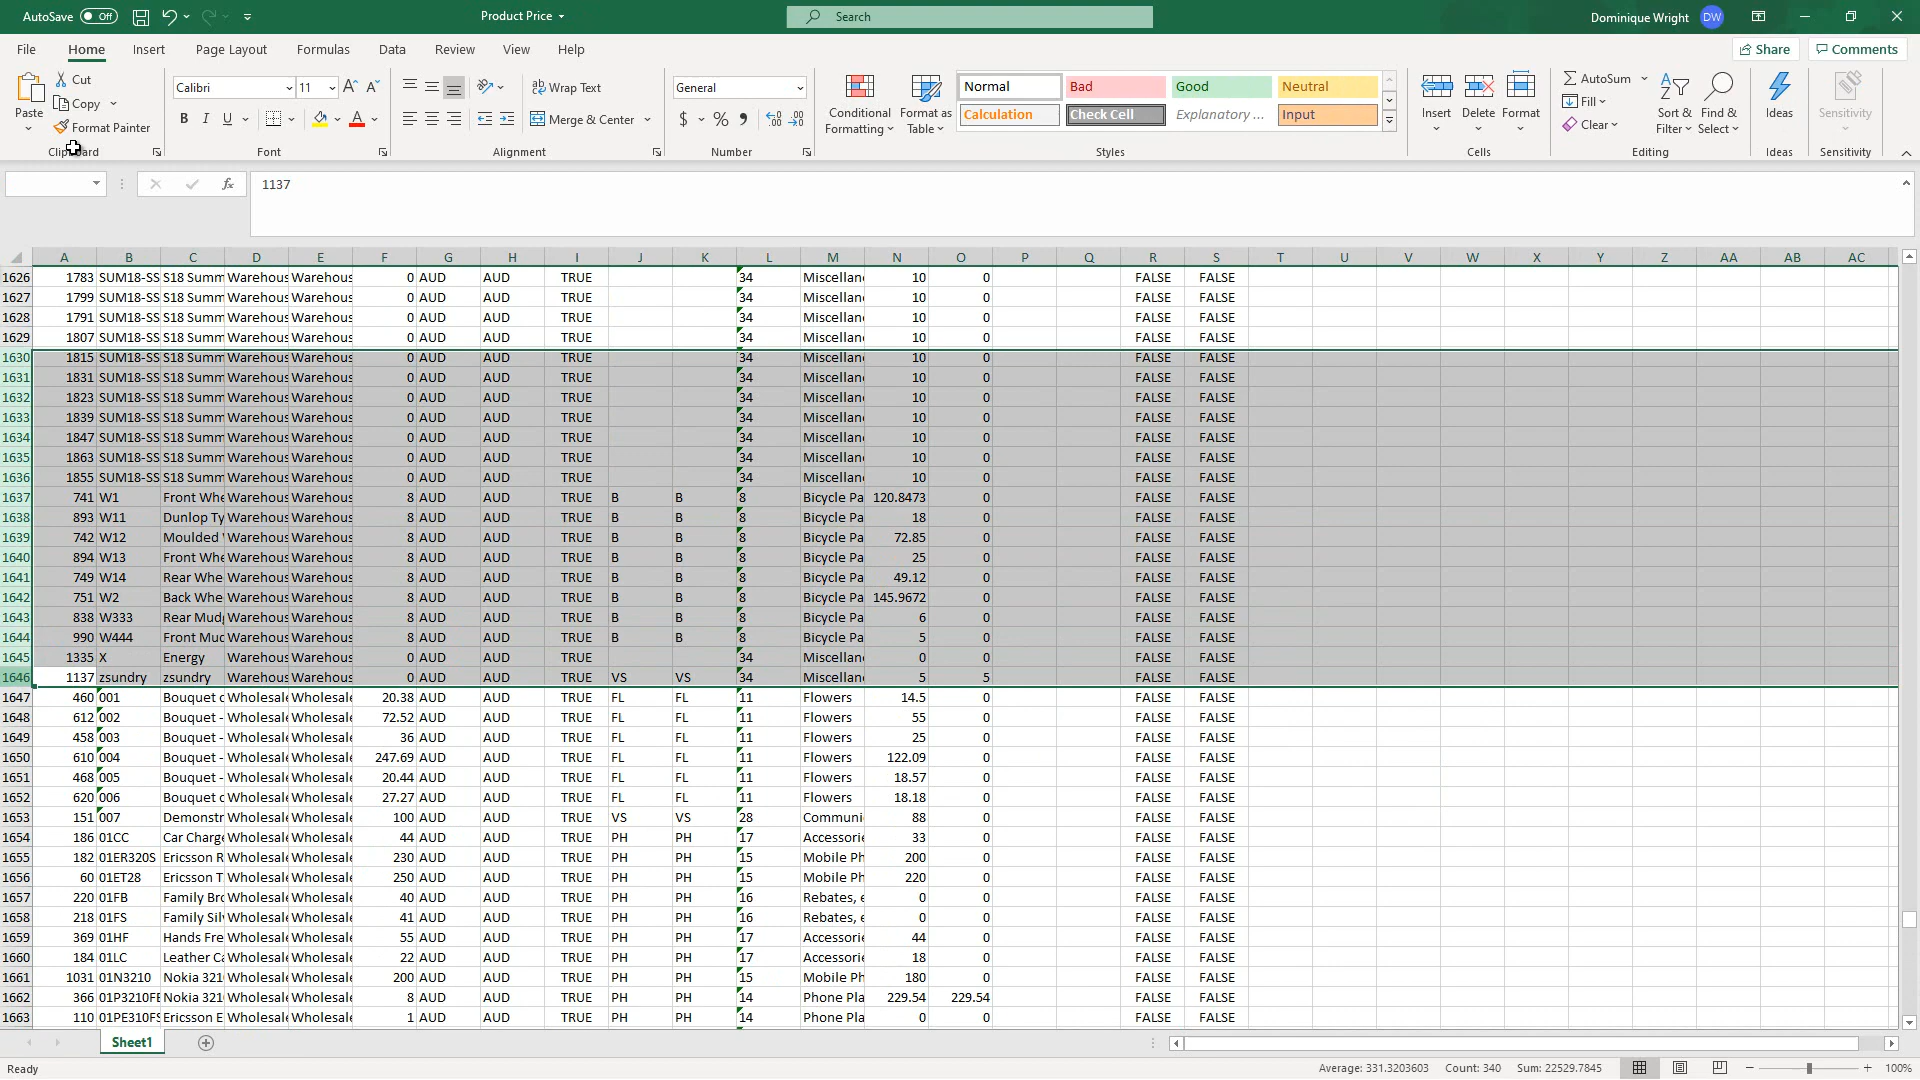 AutoSave Off Product Price Search Dominique Wright DW
File Home Insert Page Layout Formulas Data Review View Help Share Comments
Paste Cut Copy Format Painter Clipboard
Calibri 11 B I U A Font
Wrap Text Merge & Center Alignment
General $ % Number
Conditional Formatting Format as Table
Normal Bad Good Neutral
Calculation Check Cell Explanatory ... Input
Styles
Insert Delete Format Cells
AutoSum Fill Clear Sort & Filter Find & Select Editing
Ideas Ideas
Sensitivity Sensitivity
fx 1137
A B C D E F G H I J K L M N O P Q R S T U V W X Y Z AA AB AC
1626 1783 SUM18-SS S18 Summ Warehous Warehous 0 AUD AUD TRUE 34 Miscellan 10 0 FALSE FALSE
1627 1799 SUM18-SS S18 Summ Warehous Warehous 0 AUD AUD TRUE 34 Miscellan 10 0 FALSE FALSE
1628 1791 SUM18-SS S18 Summ Warehous Warehous 0 AUD AUD TRUE 34 Miscellan 10 0 FALSE FALSE
1629 1807 SUM18-SS S18 Summ Warehous Warehous 0 AUD AUD TRUE 34 Miscellan 10 0 FALSE FALSE
1630 1815 SUM18-SS S18 Summ Warehous Warehous 0 AUD AUD TRUE 34 Miscellan 10 0 FALSE FALSE
1631 1831 SUM18-SS S18 Summ Warehous Warehous 0 AUD AUD TRUE 34 Miscellan 10 0 FALSE FALSE
1632 1823 SUM18-SS S18 Summ Warehous Warehous 0 AUD AUD TRUE 34 Miscellan 10 0 FALSE FALSE
1633 1839 SUM18-SS S18 Summ Warehous Warehous 0 AUD AUD TRUE 34 Miscellan 10 0 FALSE FALSE
1634 1847 SUM18-SS S18 Summ Warehous Warehous 0 AUD AUD TRUE 34 Miscellan 10 0 FALSE FALSE
1635 1863 SUM18-SS S18 Summ Warehous Warehous 0 AUD AUD TRUE 34 Miscellan 10 0 FALSE FALSE
1636 1855 SUM18-SS S18 Summ Warehous Warehous 0 AUD AUD TRUE 34 Miscellan 10 0 FALSE FALSE
1637 741 W1 Front Whe Warehous Warehous 8 AUD AUD TRUE B B 8 Bicycle Pa 120.8473 0 FALSE FALSE
1638 893 W11 Dunlop Ty Warehous Warehous 8 AUD AUD TRUE B B 8 Bicycle Pa 18 0 FALSE FALSE
1639 742 W12 Moulded Warehous Warehous 8 AUD AUD TRUE B B 8 Bicycle Pa 72.85 0 FALSE FALSE
1640 894 W13 Front Whe Warehous Warehous 8 AUD AUD TRUE B B 8 Bicycle Pa 25 0 FALSE FALSE
1641 749 W14 Rear Whe Warehous Warehous 8 AUD AUD TRUE B B 8 Bicycle Pa 49.12 0 FALSE FALSE
1642 751 W2 Back Whe Warehous Warehous 8 AUD AUD TRUE B B 8 Bicycle Pa 145.9672 0 FALSE FALSE
1643 838 W333 Rear Mudg Warehous Warehous 8 AUD AUD TRUE B B 8 Bicycle Pa 6 0 FALSE FALSE
1644 990 W444 Front Mud Warehous Warehous 8 AUD AUD TRUE B B 8 Bicycle Pa 5 0 FALSE FALSE
1645 1335 X Energy Warehous Warehous 0 AUD AUD TRUE 34 Miscellan 0 0 FALSE FALSE
1646 1137 zsundry zsundry Warehous Warehous 0 AUD AUD TRUE VS VS 34 Miscellan 5 5 FALSE FALSE
1647 460 001 Bouquet o Wholesale Wholesale 20.38 AUD AUD TRUE FL FL 11 Flowers 14.5 0 FALSE FALSE
1648 612 002 Bouquet - Wholesale Wholesale 72.52 AUD AUD TRUE FL FL 11 Flowers 55 0 FALSE FALSE
1649 458 003 Bouquet - Wholesale Wholesale 36 AUD AUD TRUE FL FL 11 Flowers 25 0 FALSE FALSE
1650 610 004 Bouquet - Wholesale Wholesale 247.69 AUD AUD TRUE FL FL 11 Flowers 122.09 0 FALSE FALSE
1651 468 005 Bouquet - Wholesale Wholesale 20.44 AUD AUD TRUE FL FL 11 Flowers 18.57 0 FALSE FALSE
1652 620 006 Bouquet o Wholesale Wholesale 27.27 AUD AUD TRUE FL FL 11 Flowers 18.18 0 FALSE FALSE
1653 151 007 Demonstr Wholesale Wholesale 100 AUD AUD TRUE VS VS 28 Communi 88 0 FALSE FALSE
1654 186 01CC Car Charge Wholesale Wholesale 44 AUD AUD TRUE PH PH 17 Accessorie 33 0 FALSE FALSE
1655 182 01ER320S Ericsson R Wholesale Wholesale 230 AUD AUD TRUE PH PH 15 Mobile Ph 200 0 FALSE FALSE
1656 60 01ET28 Ericsson T Wholesale Wholesale 250 AUD AUD TRUE PH PH 15 Mobile Ph 220 0 FALSE FALSE
1657 220 01FB Family Bro Wholesale Wholesale 40 AUD AUD TRUE PH PH 16 Rebates, e 0 0 FALSE FALSE
1658 218 01FS Family Silv Wholesale Wholesale 41 AUD AUD TRUE PH PH 16 Rebates, e 0 0 FALSE FALSE
1659 369 01HF Hands Fre Wholesale Wholesale 55 AUD AUD TRUE PH PH 17 Accessorie 44 0 FALSE FALSE
1660 184 01LC Leather Ca Wholesale Wholesale 22 AUD AUD TRUE PH PH 17 Accessorie 18 0 FALSE FALSE
1661 1031 01N3210 Nokia 321 Wholesale Wholesale 200 AUD AUD TRUE PH PH 15 Mobile Ph 180 0 FALSE FALSE
1662 366 01P3210FE Nokia 321 Wholesale Wholesale 8 AUD AUD TRUE PH PH 14 Phone Pla 229.54 229.54 FALSE FALSE
1663 110 01PE310FS Ericsson E Wholesale Wholesale 1 AUD AUD TRUE PH PH 14 Phone Pla 0 0 FALSE FALSE
Sheet1
Ready Average: 331.3203603 Count: 340 Sum: 22529.7845 100%